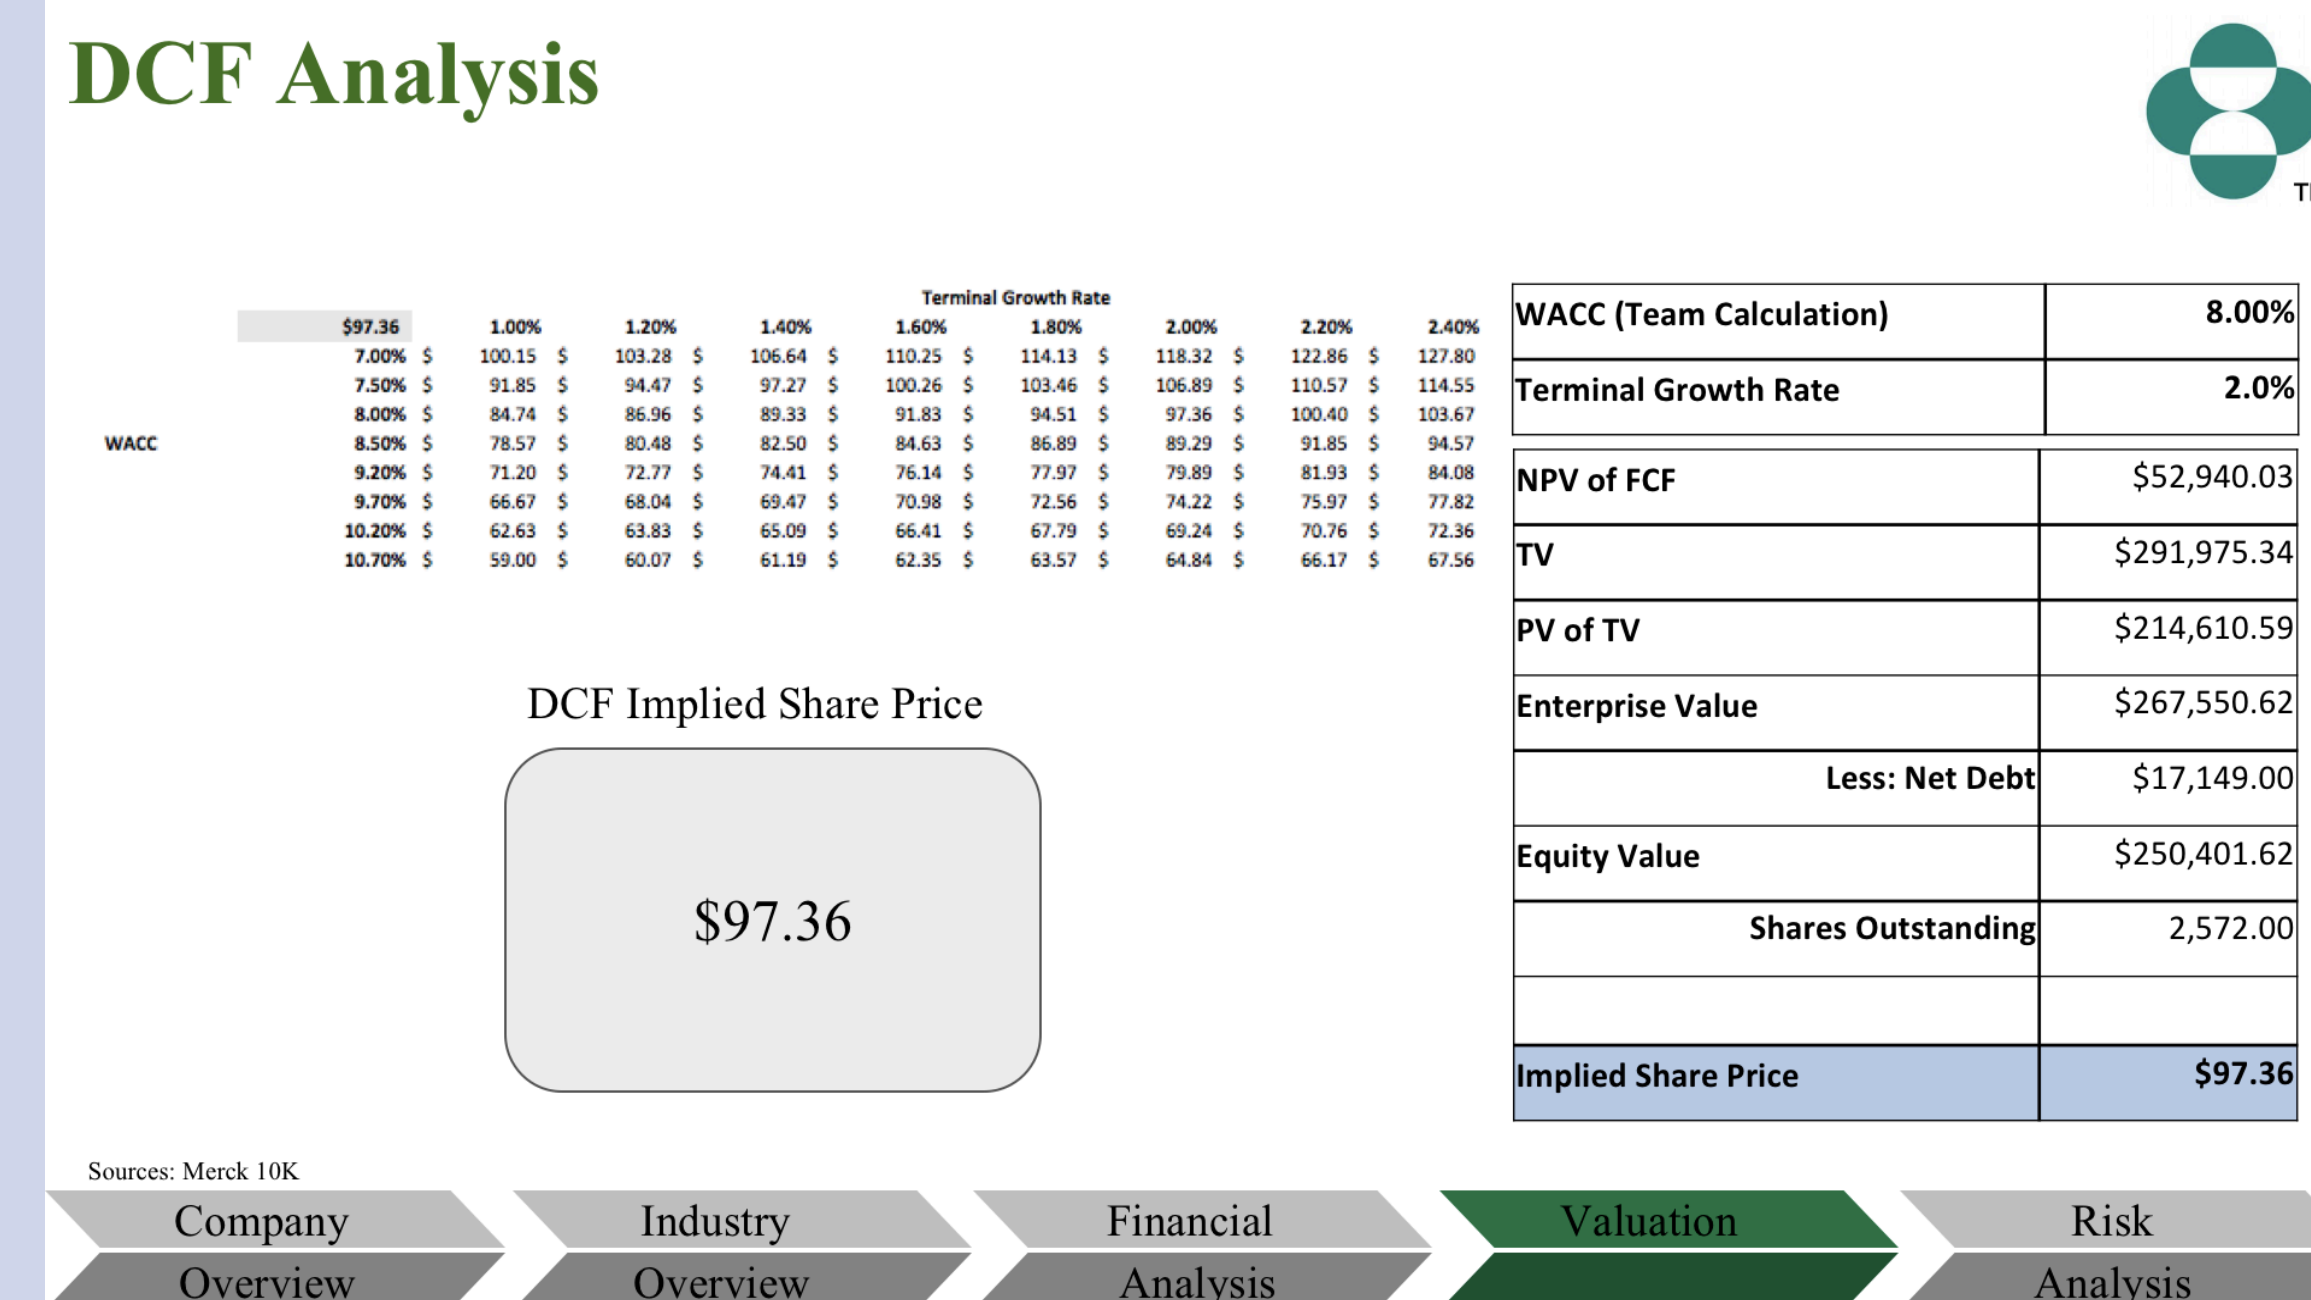 DCF Analysis
Terminal Growth Rate
$97.36 1.00% 1.20% 1.40% 1.60% 1.80% 2.00% 2.20% 2.40%
7.00% $ 100.15 $ 103.28 $ 106.64 $ 110.25 $ 114.13 $ 118.32 $ 122.86 $ 127.80
7.50% $ 91.85 $ 94.47 $ 97.27 $ 100.26 $ 103.46 $ 106.89 $ 110.57 $ 114.55
8.00% $ 84.74 $ 86.96 $ 89.33 $ 91.83 $ 94.51 $ 97.36 $ 100.40 $ 103.67
WACC 8.50% $ 78.57 $ 80.48 $ 82.50 $ 84.63 $ 86.89 $ 89.29 $ 91.85 $ 94.57
9.20% $ 71.20 $ 72.77 $ 74.41 $ 76.14 $ 77.97 $ 79.89 $ 81.93 $ 84.08
9.70% $ 66.67 $ 68.04 $ 69.47 $ 70.98 $ 72.56 $ 74.22 $ 75.97 $ 77.82
10.20% $ 62.63 $ 63.83 $ 65.09 $ 66.41 $ 67.79 $ 69.24 $ 70.76 $ 72.36
10.70% $ 59.00 $ 60.07 $ 61.19 $ 62.35 $ 63.57 $ 64.84 $ 66.17 $ 67.56
WACC (Team Calculation) 8.00%
Terminal Growth Rate 2.0%
NPV of FCF $52,940.03
TV $291,975.34
PV of TV $214,610.59
Enterprise Value $267,550.62
Less: Net Debt $17,149.00
Equity Value $250,401.62
Shares Outstanding 2,572.00
Implied Share Price $97.36
DCF Implied Share Price
$97.36
Sources: Merck 10K
Company Overview
Industry Overview
Financial Analysis
Valuation
Risk Analysis